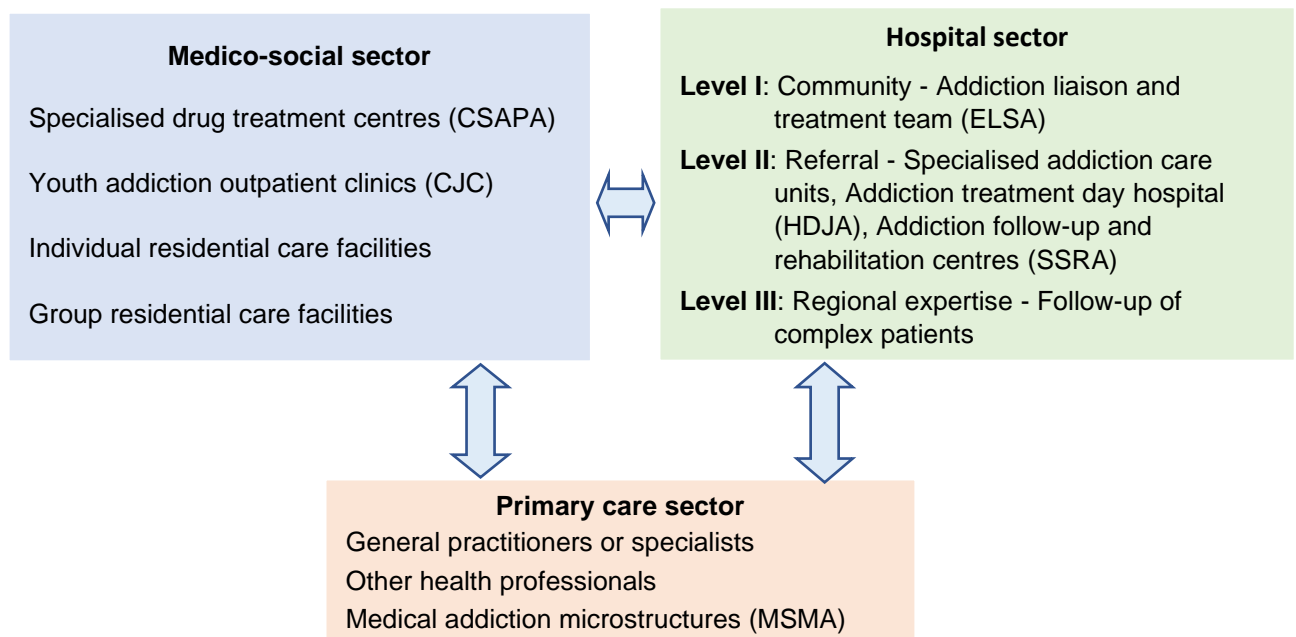 Medico-social sector
Specialised drug treatment centres (CSAPA)
Youth addiction outpatient clinics (CJC)
Individual residential care facilities
Group residential care facilities
Hospital sector
Level I: Community - Addiction liaison and
treatment team (ELSA)
Level II: Referral - Specialised addiction care
units, Addiction treatment day hospital
(HDJA), Addiction follow-up and
rehabilitation centres (SSRA)
Level III: Regional expertise - Follow-up of
complex patients
Primary care sector
General practitioners or specialists
Other health professionals
Medical addiction microstructures (MSMA)